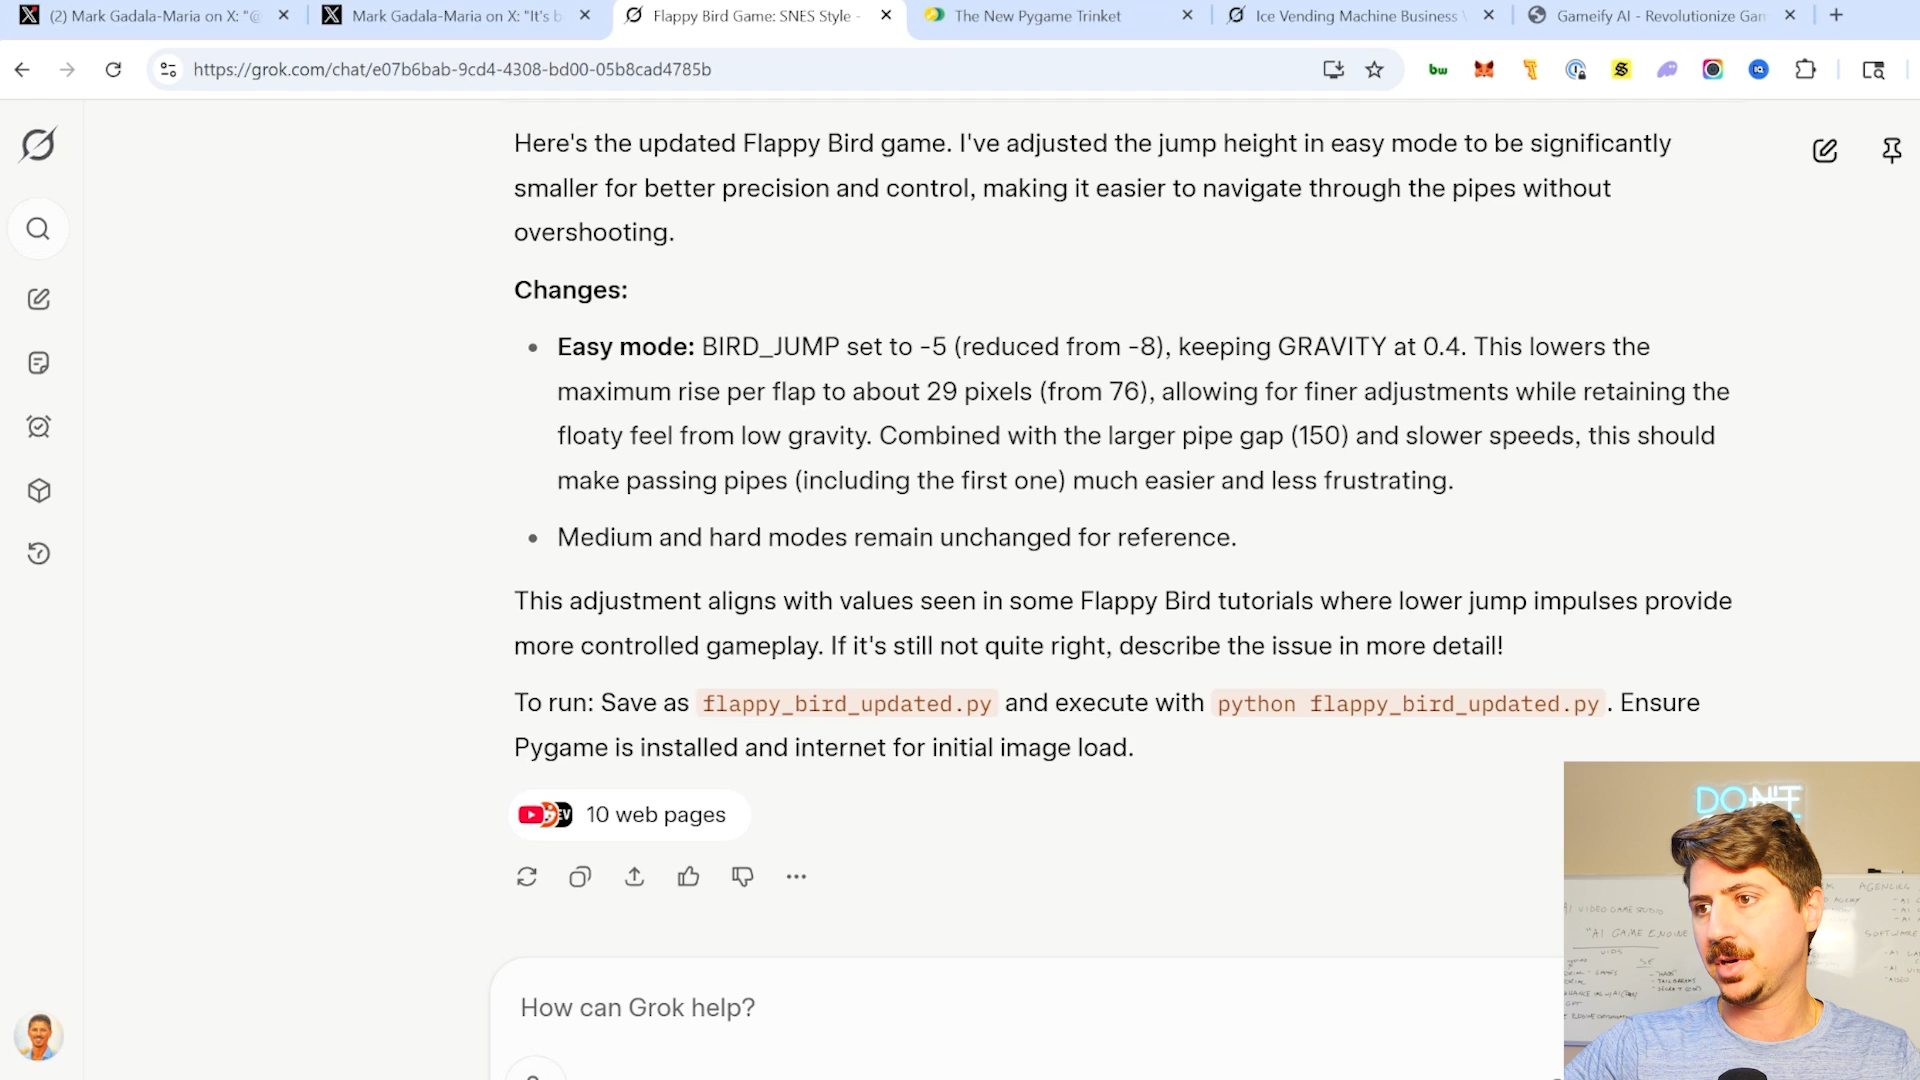 (2) Mark Gadala-Maria on X: "@
Mark Gadala-Maria on X: "It's b
Flappy Bird Game: SNES Style -
The New Pygame Trinket
Ice Vending Machine Business
Gameify AI - Revolutionize Gam
https://grok.com/chat/e07b6bab-9cd4-4308-bd00-05b8cad4785b
bw
Here's the updated Flappy Bird game. I've adjusted the jump height in easy mode to be significantly
smaller for better precision and control, making it easier to navigate through the pipes without
overshooting.
Changes:
Easy mode: BIRD_JUMP set to -5 (reduced from -8), keeping GRAVITY at 0.4. This lowers the
maximum rise per flap to about 29 pixels (from 76), allowing for finer adjustments while retaining the
floaty feel from low gravity. Combined with the larger pipe gap (150) and slower speeds, this should
make passing pipes (including the first one) much easier and less frustrating.
Medium and hard modes remain unchanged for reference.
This adjustment aligns with values seen in some Flappy Bird tutorials where lower jump impulses provide
more controlled gameplay. If it's still not quite right, describe the issue in more detail!
To run: Save as flappy_bird_updated.py and execute with python flappy_bird_updated.py. Ensure
Pygame is installed and internet for initial image load.
10 web pages
How can Grok help?
DON'T
AI VIDEO GAME STUDIO
"AI GAME ENGINE